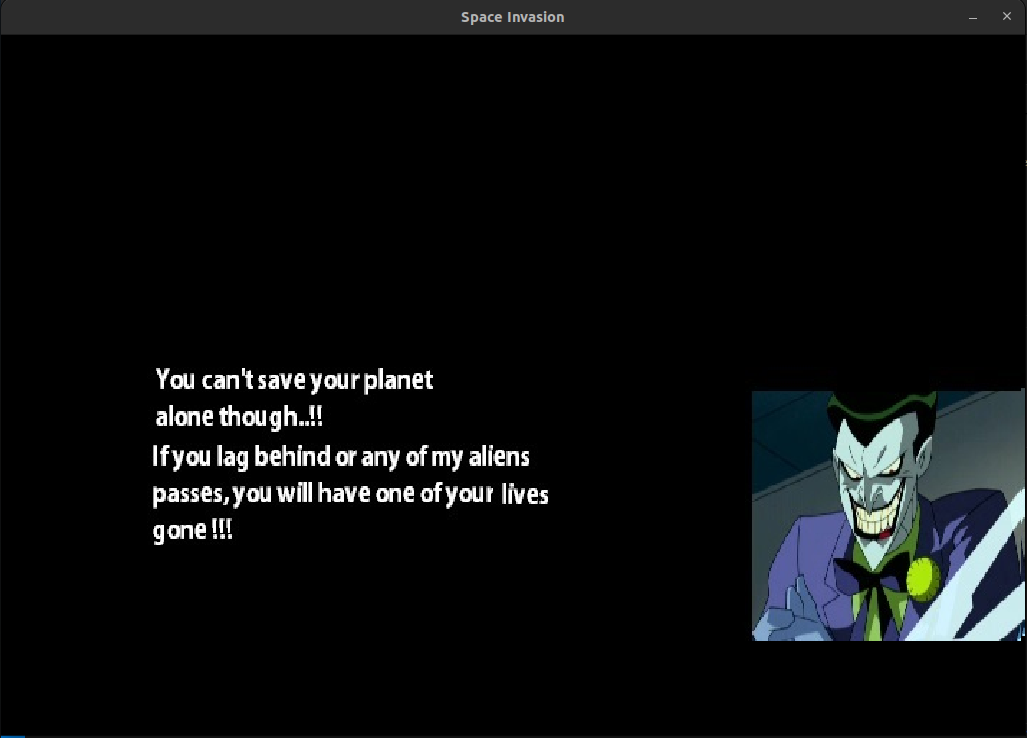 Space Invasion
You can't save your planet
alone though..!!
If you lag behind or any of my aliens
passes, you will have one of your lives
gone !!!